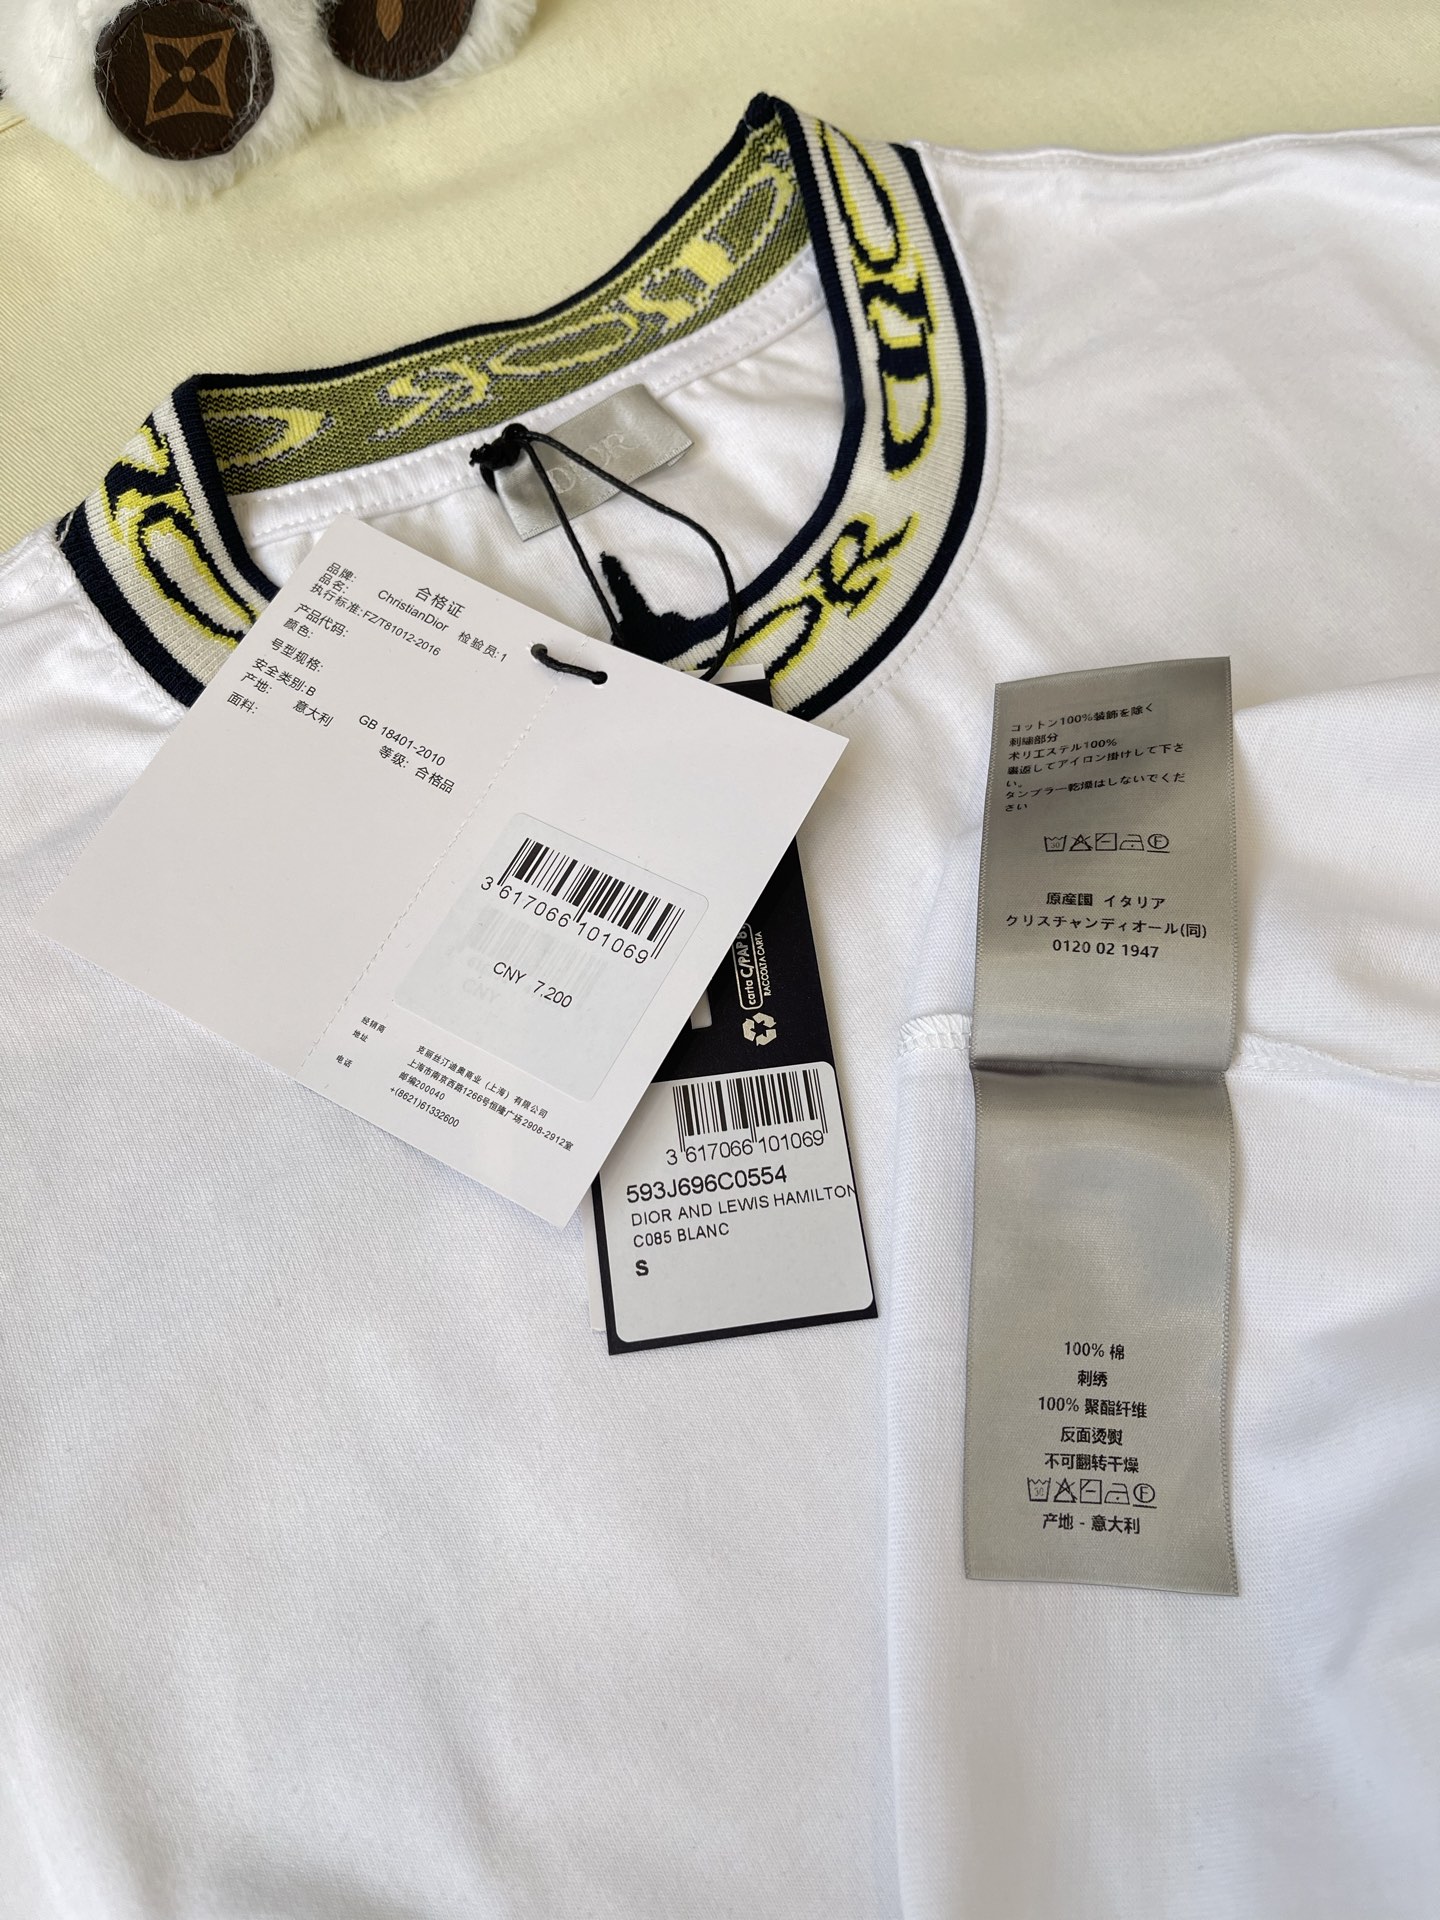 DIOR
合格证
品牌: ChristianDior
品名: 检验员:1
执行标准:FZ/T81012-2016
产品代码:
颜色:
号型规格:
安全类别:B GB 18401-2010
产地: 意大利 等级: 合格品
面料:
3 617066 101069
CNY 7,200
经销商 克丽丝汀迪奥商业（上海）有限公司
地址 上海市南京西路1266号恒隆广场2908-2912室
邮编200040
电话 +(8621)61332600
carta C/PAP 8
RACCOLTA CARTA
3 617066 101069
593J696C0554
DIOR AND LEWIS HAMILTON
C085 BLANC
S
コットン100%装飾を除く
刺繍部分
ポリエステル100%
裏返してアイロン掛けして下さ
い。
タンブラー乾燥はしないでくだ
さい
原産国 イタリア
クリスチャンディオール(同)
0120 02 1947
100% 棉
刺绣
100% 聚酯纤维
反面烫熨
不可翻转干燥
产地 - 意大利